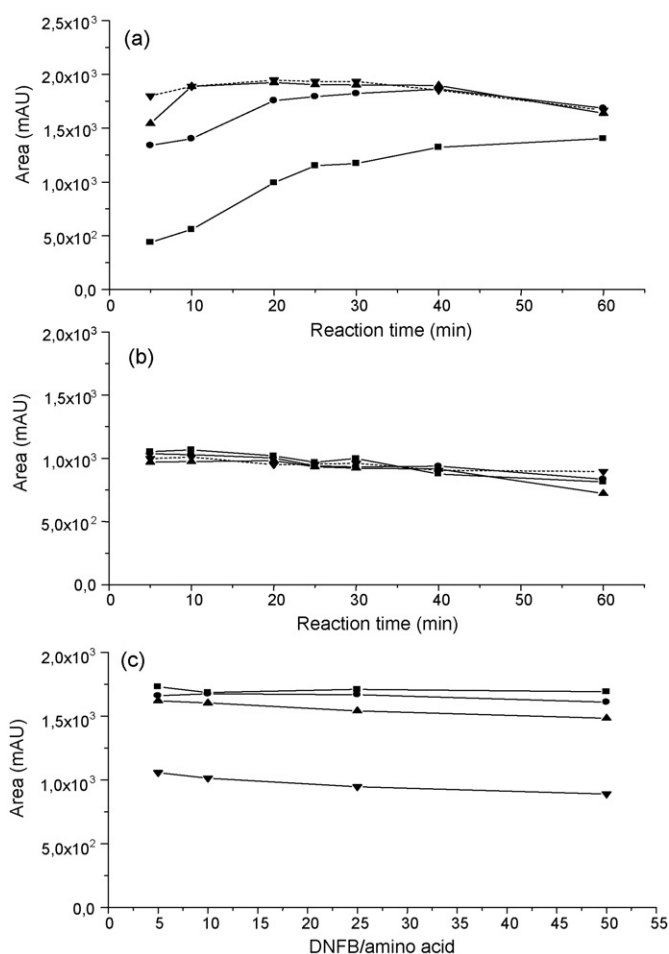 (a)
Area (mAU)
2,0x10³
1,5x10³
1,0x10³
5,0x10²
0,0
0 10 20 30 40 50 60
Reaction time (min)
(b)
Area (mAU)
2,0x10³
1,5x10³
1,0x10³
5,0x10²
0,0
0 10 20 30 40 50 60
Reaction time (min)
(c)
Area (mAU)
2,0x10³
1,5x10³
1,0x10³
5,0x10²
0,0
0 5 10 15 20 25 30 35 40 45 50 55
DNFB/amino acid